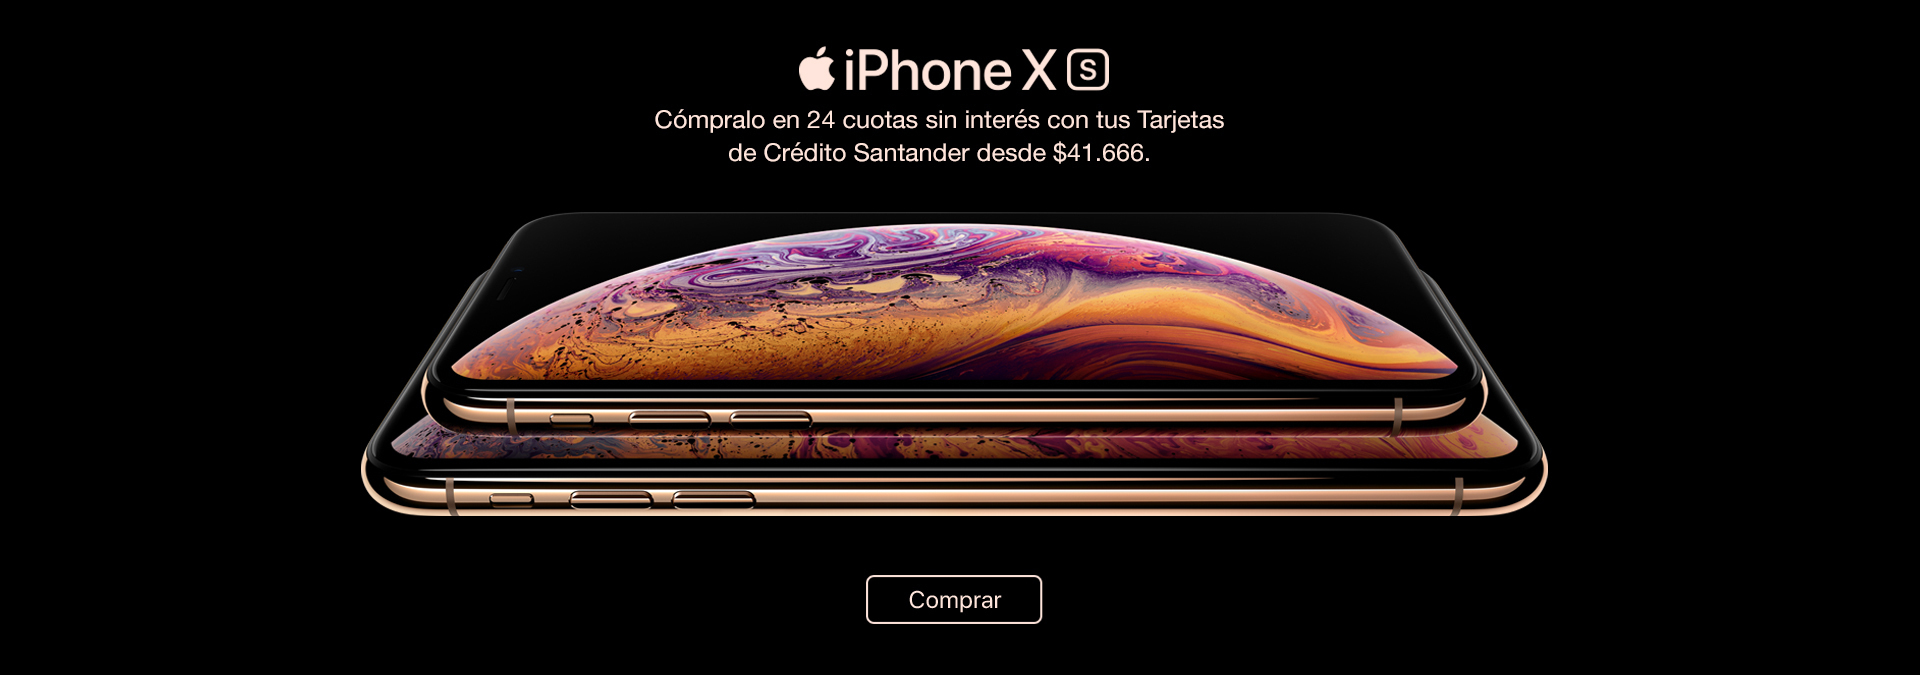 iPhone XS
Cómpralo en 24 cuotas sin interés con tus Tarjetas
de Crédito Santander desde $41.666.
Comprar